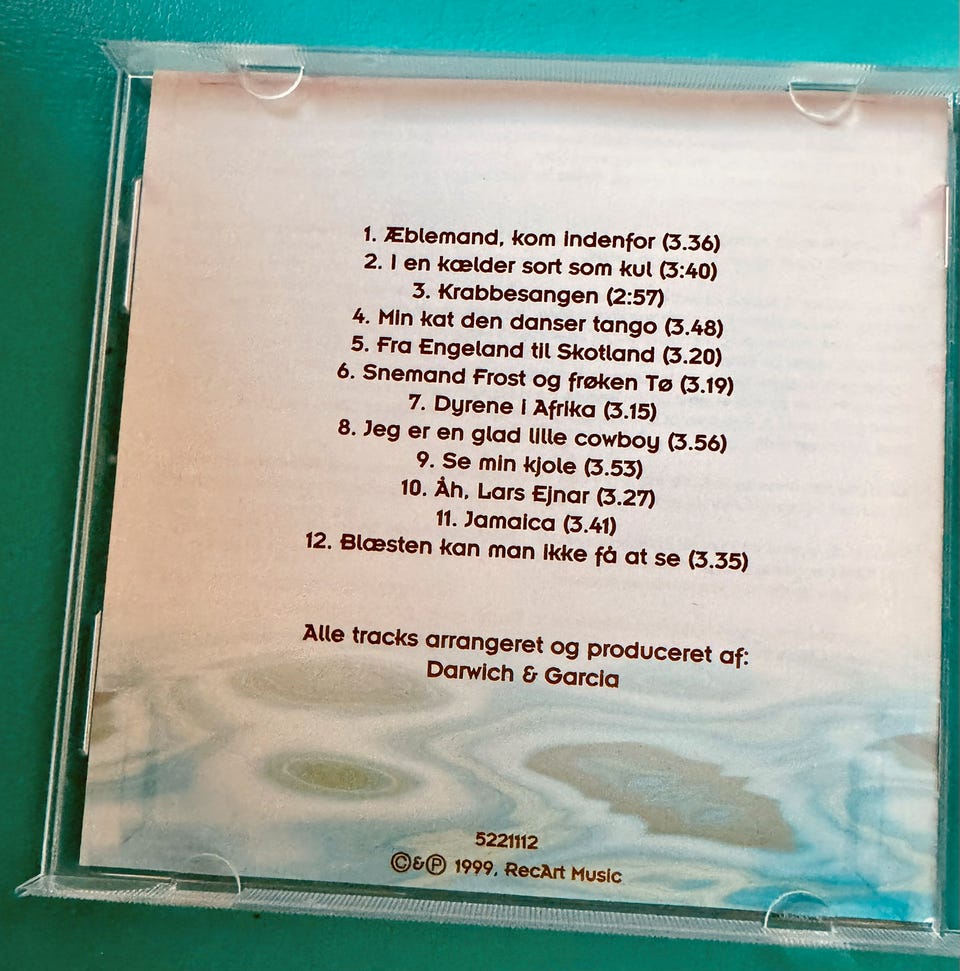 1. Æblemand, kom indenfor (3.36)
2. I en kælder sort som kul (3:40)
3. Krabbesangen (2:57)
4. Min kat den danser tango (3.48)
5. Fra Engeland til Skotland (3.20)
6. Snemand Frost og frøken Tø (3.19)
7. Dyrene i Afrika (3.15)
8. Jeg er en glad lille cowboy (3.56)
9. Se min kjole (3.53)
10. Åh, Lars Ejnar (3.27)
11. Jamaica (3.41)
12. Blæsten kan man ikke få at se (3.35)
Alle tracks arrangeret og produceret af:
Darwich & Garcia
5221112
©&℗ 1999, RecArt Music